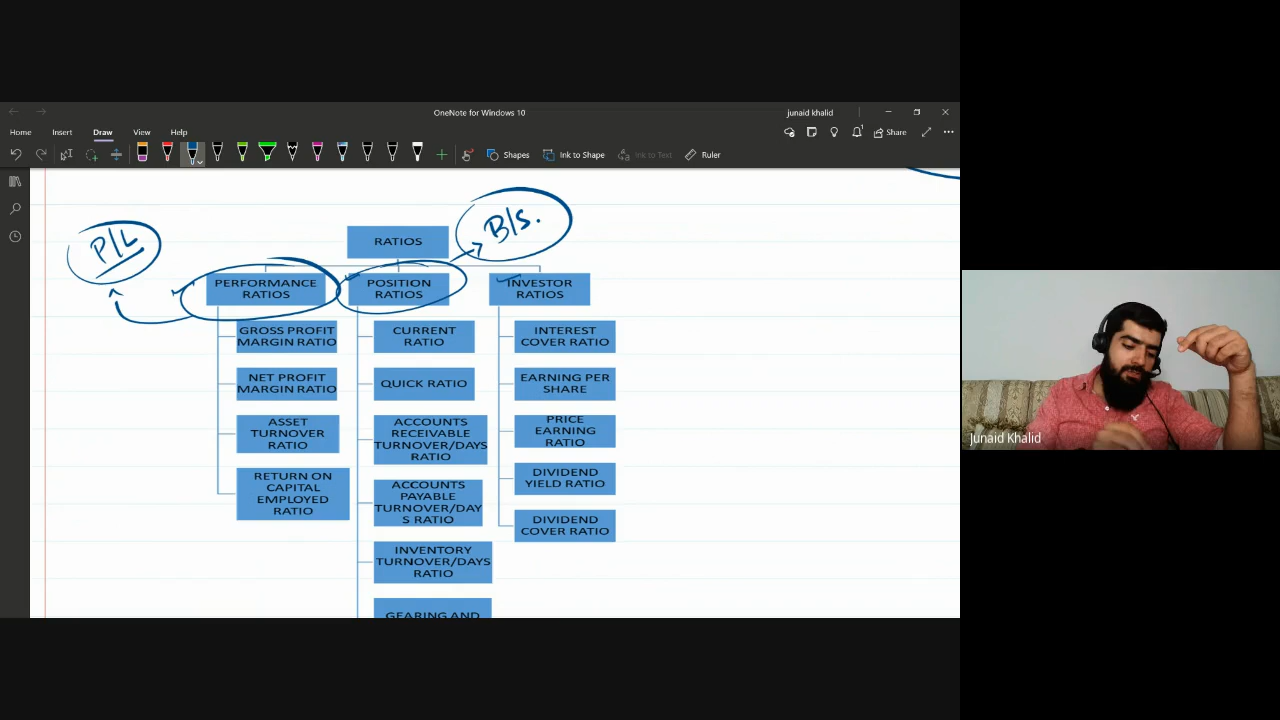 OneNote for Windows 10
junaid khalid
Home Insert Draw View Help
Share
Shapes Ink to Shape Ink to Text Ruler
P/L
B/S.
RATIOS
PERFORMANCE
RATIOS
GROSS PROFIT
MARGIN RATIO
NET PROFIT
MARGIN RATIO
ASSET
TURNOVER
RATIO
RETURN ON
CAPITAL
EMPLOYED
RATIO
POSITION
RATIOS
CURRENT
RATIO
QUICK RATIO
ACCOUNTS
RECEIVABLE
TURNOVER/DAYS
RATIO
ACCOUNTS
PAYABLE
TURNOVER/DAY
S RATIO
INVENTORY
TURNOVER/DAYS
RATIO
GEARING AND
INVESTOR
RATIOS
INTEREST
COVER RATIO
EARNING PER
SHARE
PRICE
EARNING
RATIO
DIVIDEND
YIELD RATIO
DIVIDEND
COVER RATIO
Junaid Khalid